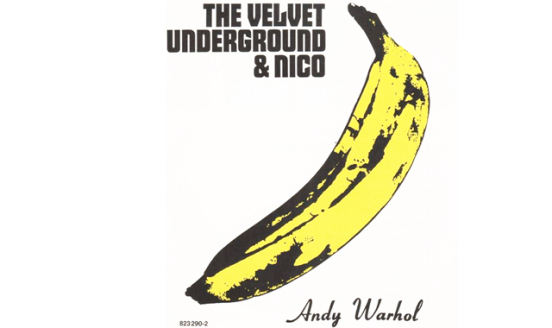 THE VELVET
UNDERGROUND
& NICO
Andy Warhol
823 290-2